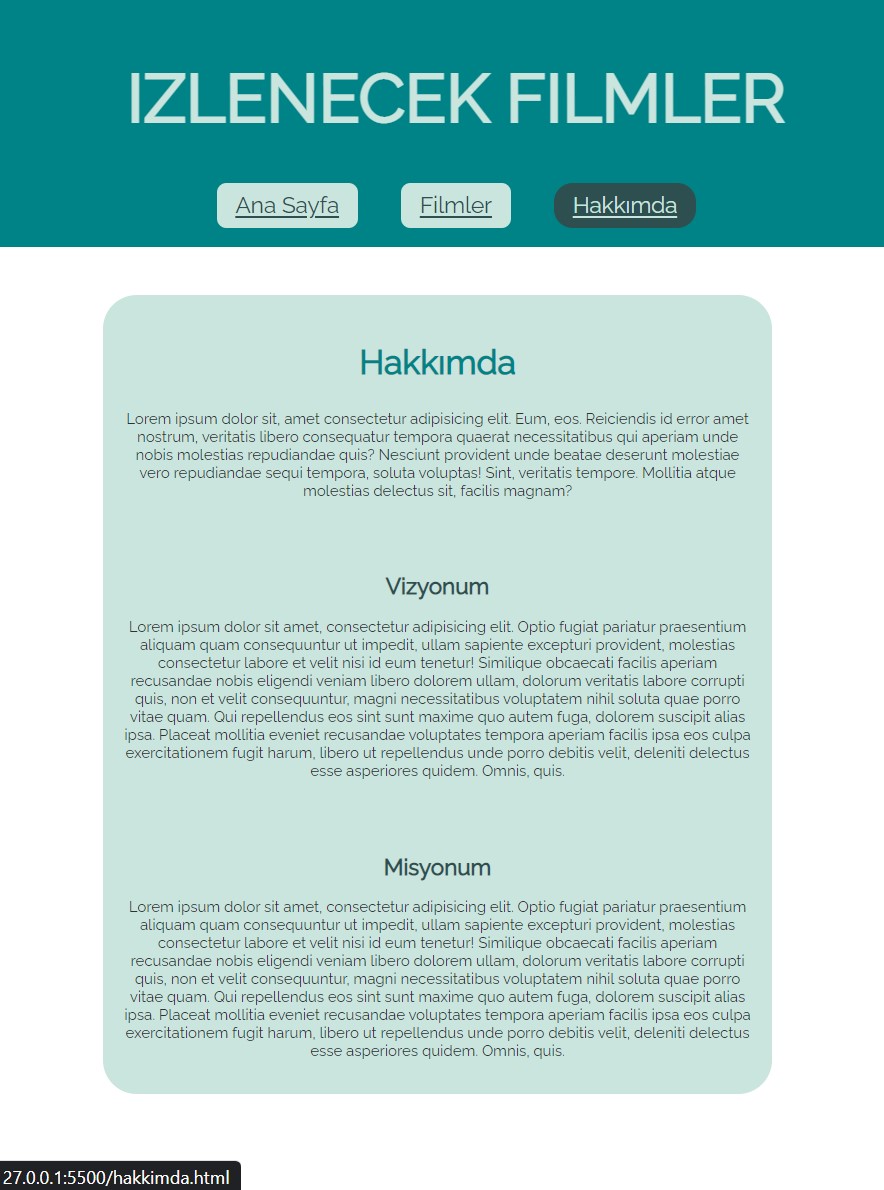 IZLENECEK FILMLER
Ana Sayfa Filmler Hakkımda
Hakkımda
Lorem ipsum dolor sit, amet consectetur adipisicing elit. Eum, eos. Reiciendis id error amet
nostrum, veritatis libero consequatur tempora quaerat necessitatibus qui aperiam unde
nobis molestias repudiandae quis? Nesciunt provident unde beatae deserunt molestiae
vero repudiandae sequi tempora, soluta voluptas! Sint, veritatis tempore. Mollitia atque
molestias delectus sit, facilis magnam?
Vizyonum
Lorem ipsum dolor sit amet, consectetur adipisicing elit. Optio fugiat pariatur praesentium
aliquam quam consequuntur ut impedit, ullam sapiente excepturi provident, molestias
consectetur labore et velit nisi id eum tenetur! Similique obcaecati facilis aperiam
recusandae nobis eligendi veniam libero dolorem ullam, dolorum veritatis labore corrupti
quis, non et velit consequuntur, magni necessitatibus voluptatem nihil soluta quae porro
vitae quam. Qui repellendus eos sint sunt maxime quo autem fuga, dolorem suscipit alias
ipsa. Placeat mollitia eveniet recusandae voluptates tempora aperiam facilis ipsa eos culpa
exercitationem fugit harum, libero ut repellendus unde porro debitis velit, deleniti delectus
esse asperiores quidem. Omnis, quis.
Misyonum
Lorem ipsum dolor sit amet, consectetur adipisicing elit. Optio fugiat pariatur praesentium
aliquam quam consequuntur ut impedit, ullam sapiente excepturi provident, molestias
consectetur labore et velit nisi id eum tenetur! Similique obcaecati facilis aperiam
recusandae nobis eligendi veniam libero dolorem ullam, dolorum veritatis labore corrupti
quis, non et velit consequuntur, magni necessitatibus voluptatem nihil soluta quae porro
vitae quam. Qui repellendus eos sint sunt maxime quo autem fuga, dolorem suscipit alias
ipsa. Placeat mollitia eveniet recusandae voluptates tempora aperiam facilis ipsa eos culpa
exercitationem fugit harum, libero ut repellendus unde porro debitis velit, deleniti delectus
esse asperiores quidem. Omnis, quis.
27.0.0.1:5500/hakkimda.html